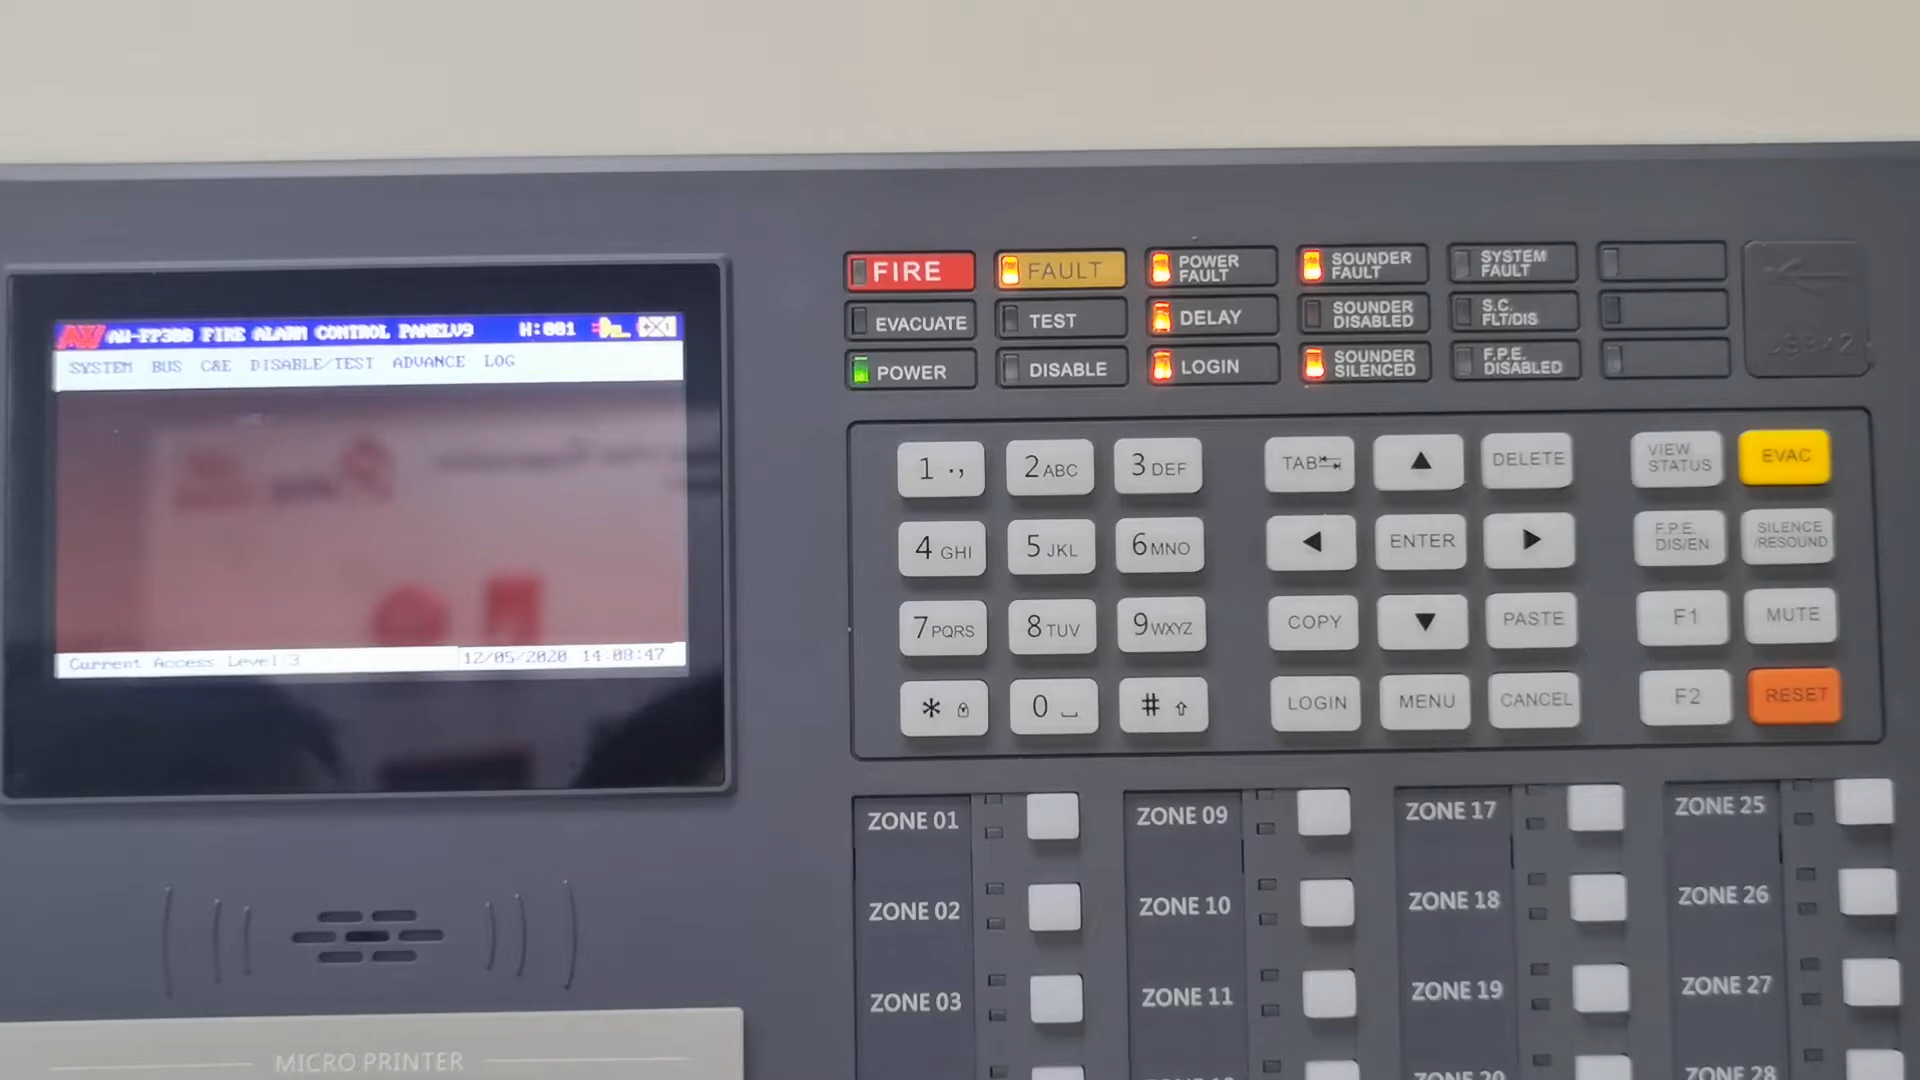 FIRE ALARM CONTROL PANELV9 H:001
SYSTEM BUS C&E DISABLE/TEST ADVANCE LOG
Current Access Level 3
12/05/2020 14:08:47
FIRE
FAULT
POWER FAULT
SOUNDER FAULT
SYSTEM FAULT
EVACUATE
TEST
DELAY
SOUNDER DISABLED
S.C. FLT/DIS
POWER
DISABLE
LOGIN
SOUNDER SILENCED
F.P.E. DISABLED
1 .,
2 ABC
3 DEF
TAB
▲
DELETE
VIEW STATUS
EVAC
4 GHI
5 JKL
6 MNO
◀
ENTER
▶
F.P.E. DIS/EN
SILENCE /RESOUND
7 PQRS
8 TUV
9 WXYZ
COPY
▼
PASTE
F1
MUTE
*
0
#
LOGIN
MENU
CANCEL
F2
RESET
ZONE 01
ZONE 09
ZONE 17
ZONE 25
ZONE 02
ZONE 10
ZONE 18
ZONE 26
ZONE 03
ZONE 11
ZONE 19
ZONE 27
ZONE 20
ZONE 28
MICRO PRINTER